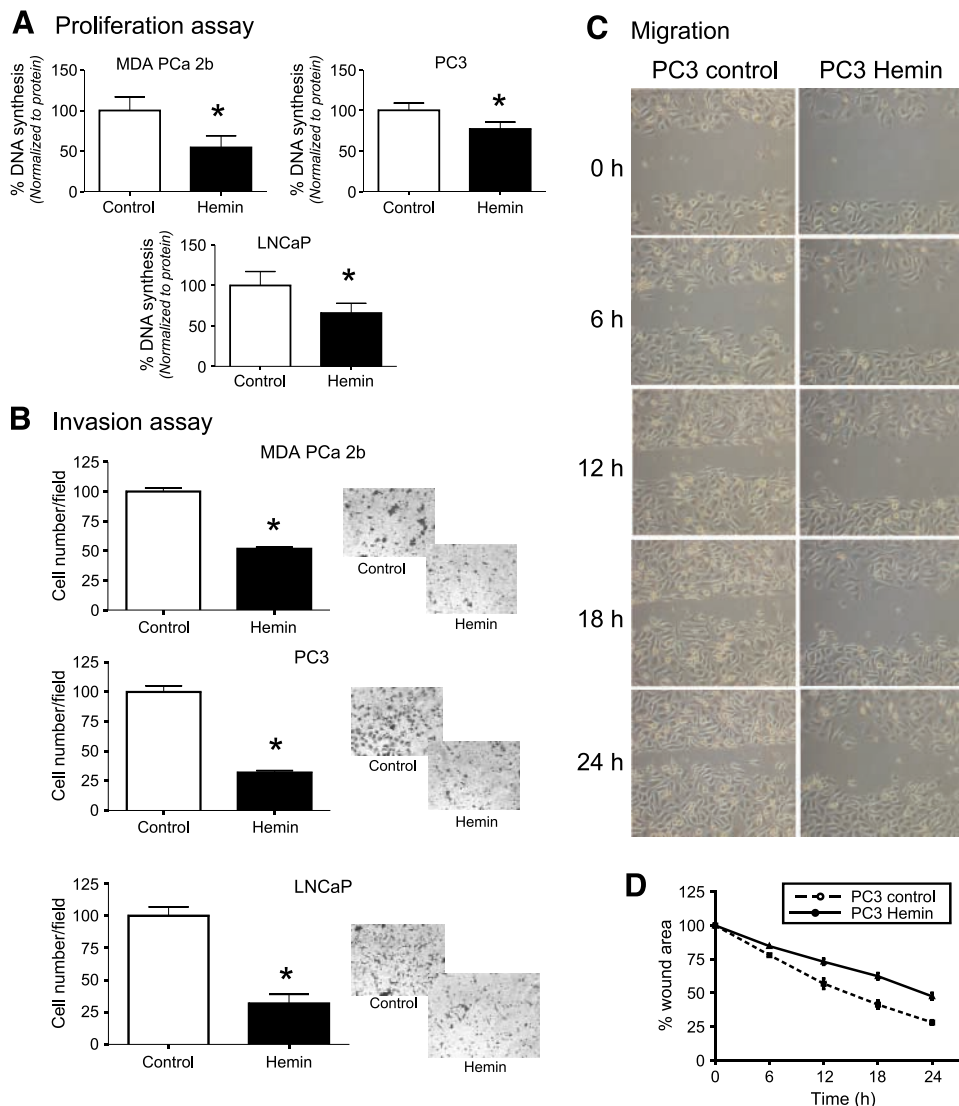 A Proliferation assay
MDA PCa 2b
% DNA synthesis
(Normalized to protein)
150
100
50
0
Control Hemin
*
PC3
% DNA synthesis
(Normalized to protein)
150
100
50
0
Control Hemin
*
LNCaP
% DNA synthesis
(Normalized to protein)
150
100
50
0
Control Hemin
*
B Invasion assay
MDA PCa 2b
Cell number/field
125
100
75
50
25
0
Control Hemin
*
Control
Hemin
PC3
Cell number/field
125
100
75
50
25
0
Control Hemin
*
Control
Hemin
LNCaP
Cell number/field
125
100
75
50
25
0
Control Hemin
*
Control
Hemin
C Migration
PC3 control PC3 Hemin
0 h
6 h
12 h
18 h
24 h
D
PC3 control
PC3 Hemin
% wound area
125
100
75
50
25
0
0 6 12 18 24
Time (h)